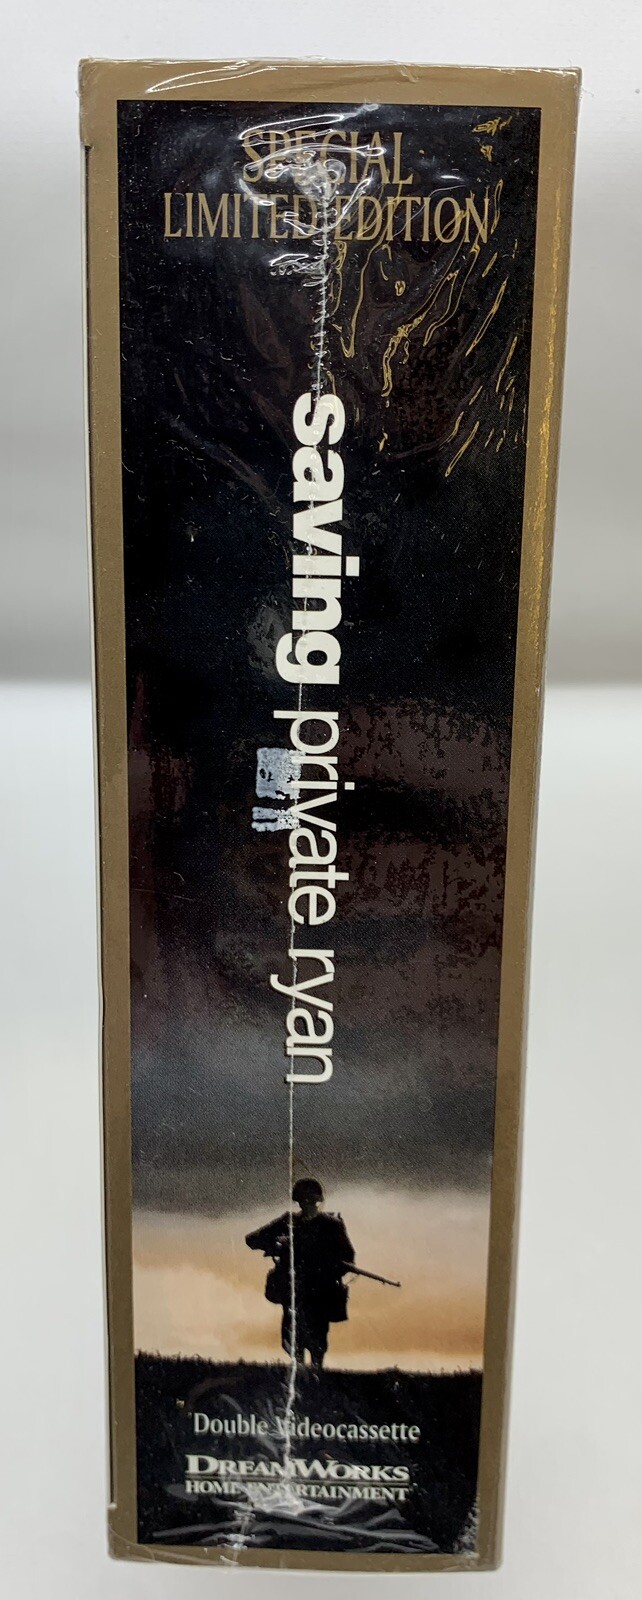 SPECIAL
LIMITED EDITION
saving private ryan
Double Videocassette
DREAMWORKS
HOME ENTERTAINMENT